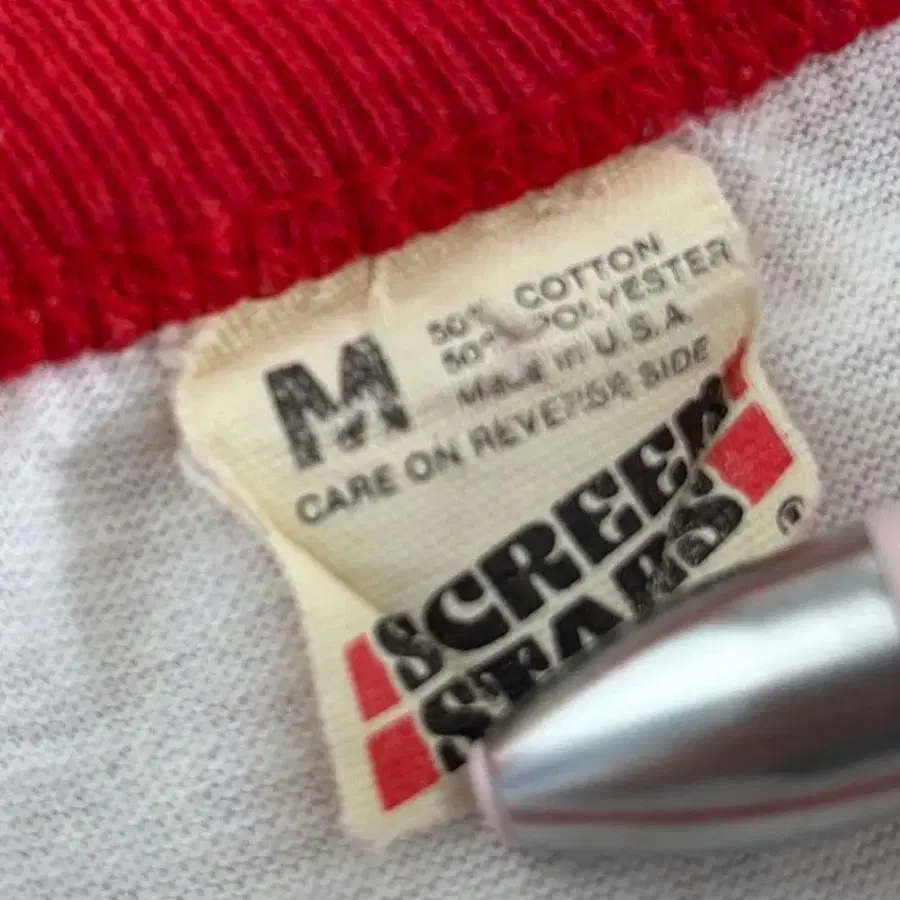 M
50% COTTON
50% POLYESTER
Made in U.S.A.
CARE ON REVERSE SIDE
SCREEN
STARS
®